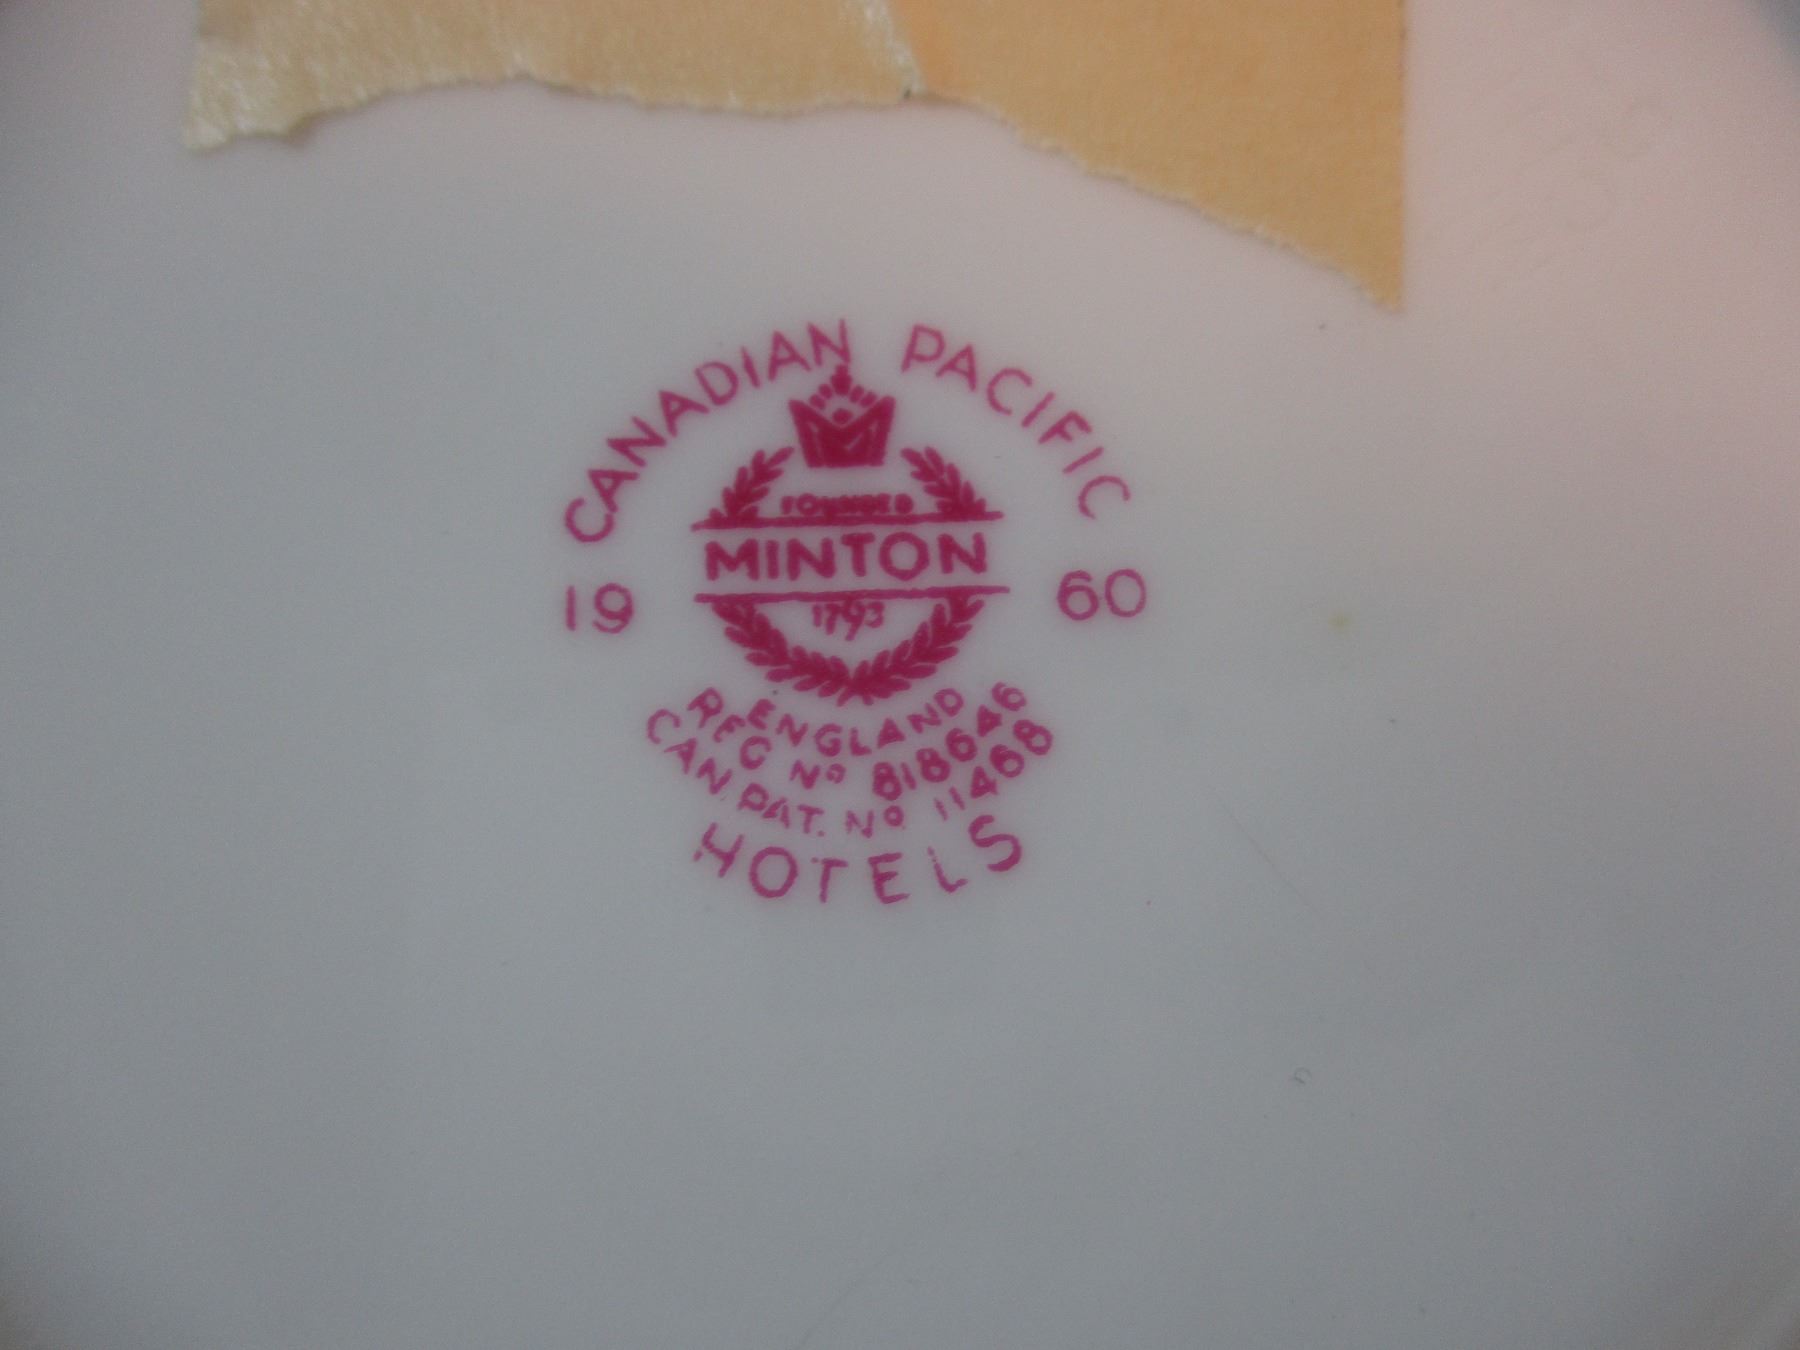 CANADIAN PACIFIC
FOUNDED
MINTON
19 60
1793
ENGLAND
REG Nº 818646
CAN. PAT. Nº 11468
HOTELS